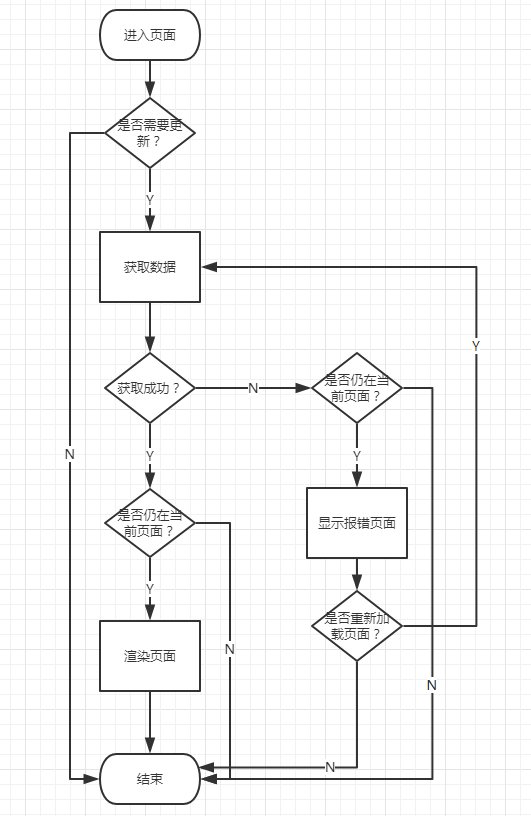 进入页面
是否需要更
新？
Y
获取数据
Y
获取成功？
N
是否仍在当
前页面？
N
Y
Y
是否仍在当
前页面？
显示报错页面
Y
是否重新加
载页面？
渲染页面
N
N
N
结束